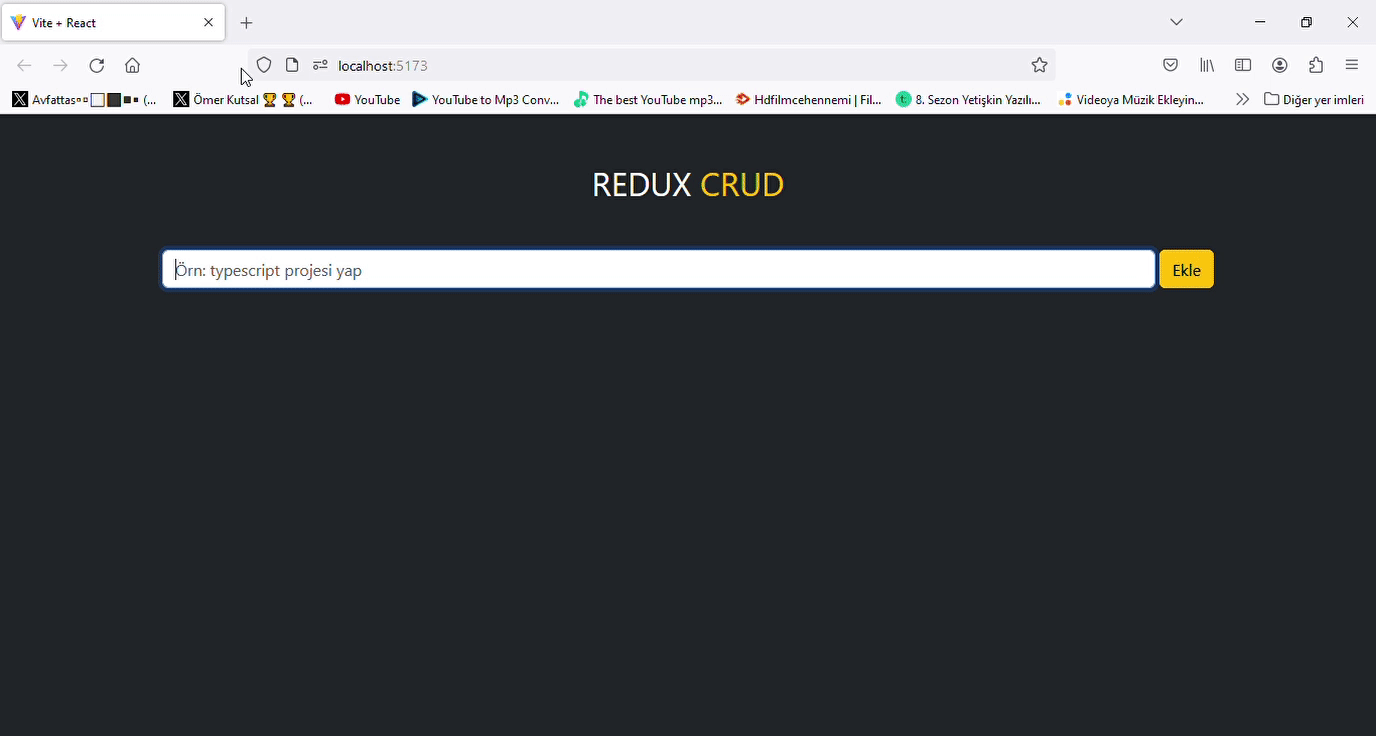 Vite + React
localhost:5173
Avfattas (... Ömer Kutsal 🏆 🏆 (... YouTube YouTube to Mp3 Conv... The best YouTube mp3... Hdfilmcehennemi | Fil... 8. Sezon Yetişkin Yazılı... Videoya Müzik Ekleyin... Diğer yer imleri
REDUX CRUD
Örn: typescript projesi yap Ekle